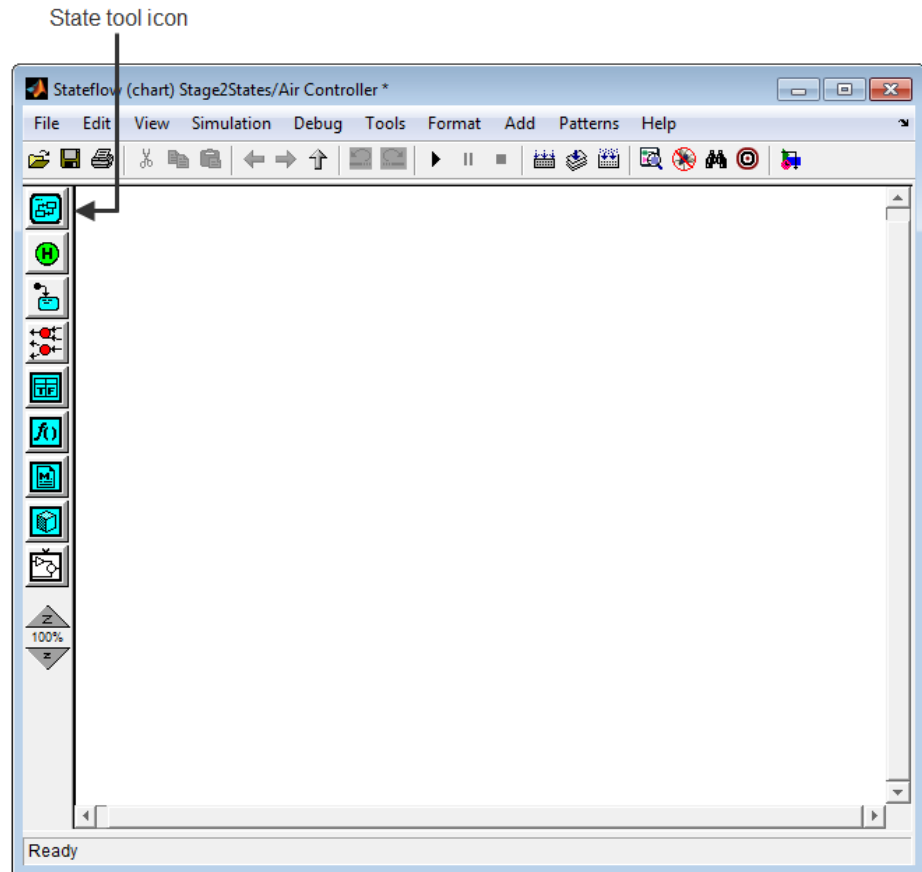 State tool icon
Stateflow (chart) Stage2States/Air Controller *
File Edit View Simulation Debug Tools Format Add Patterns Help
H
TF
f()
M
Z
100%
z
Ready